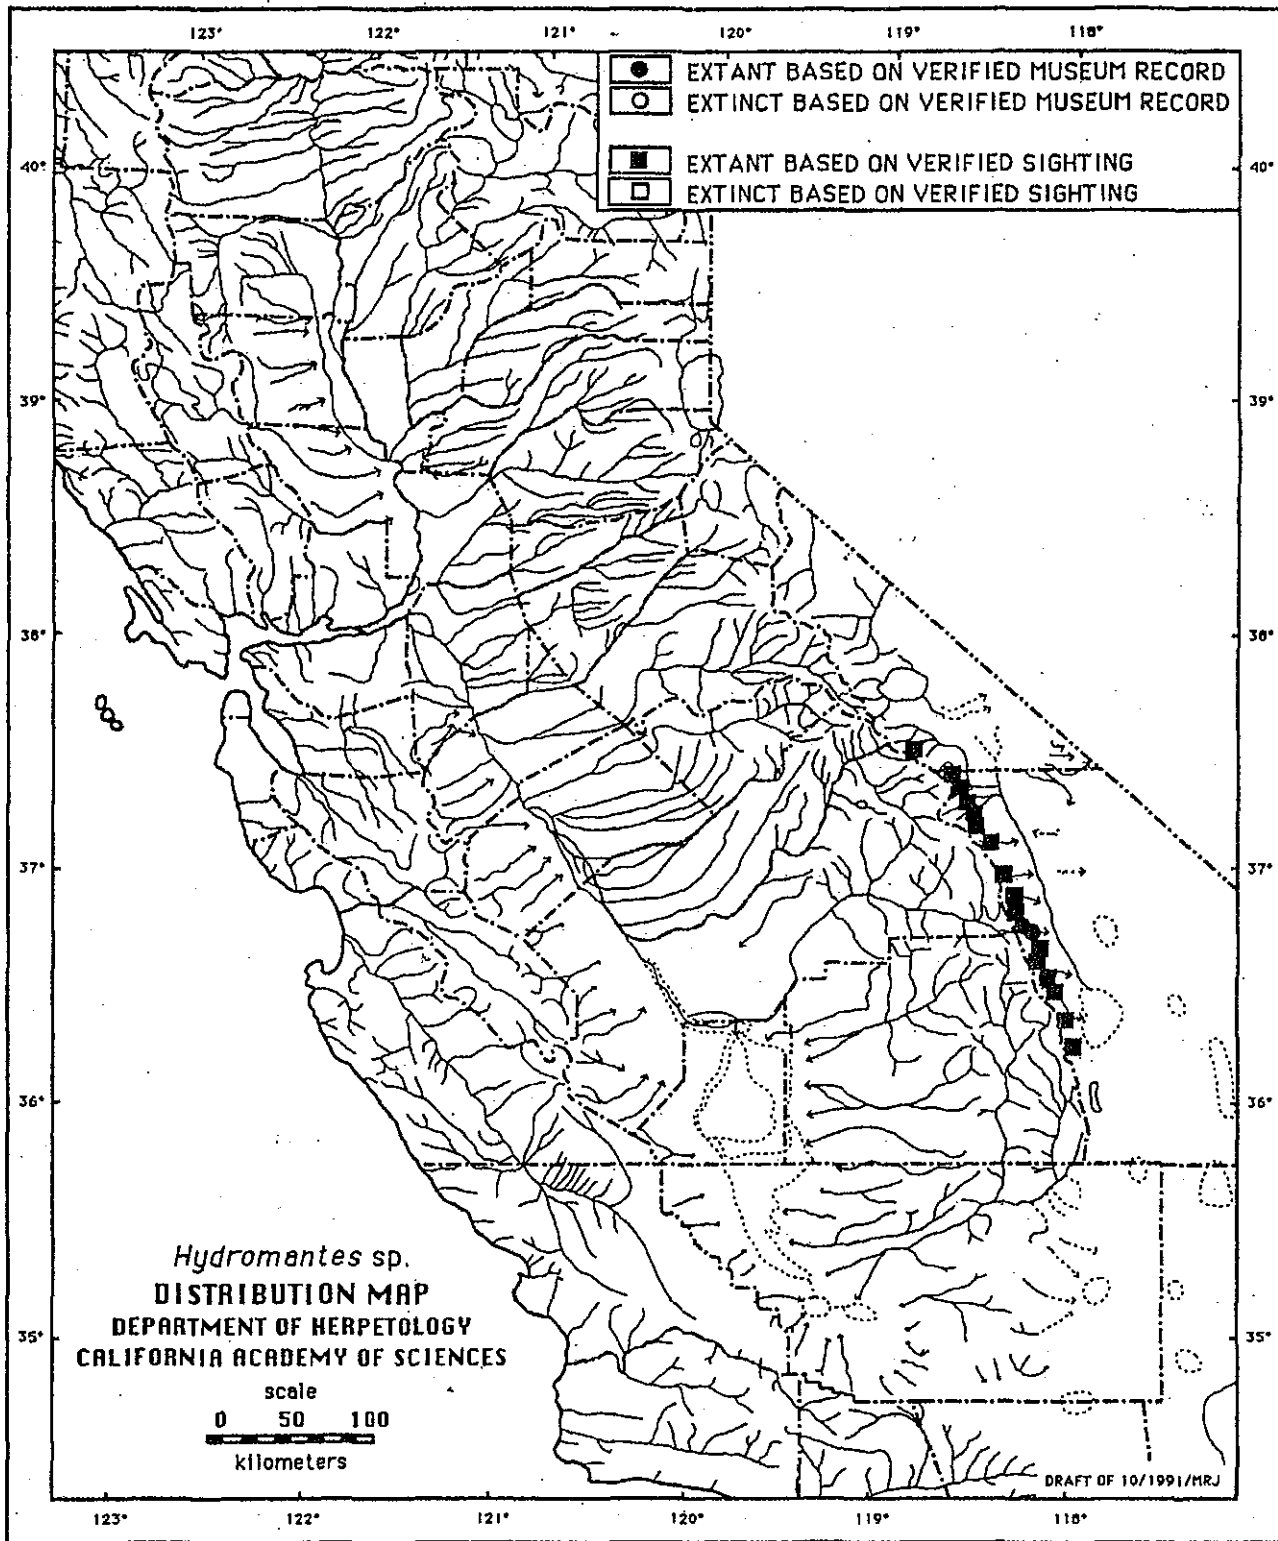 123° 122° 121° 120° 119° 118°
EXTANT BASED ON VERIFIED MUSEUM RECORD
EXTINCT BASED ON VERIFIED MUSEUM RECORD
EXTANT BASED ON VERIFIED SIGHTING
EXTINCT BASED ON VERIFIED SIGHTING
40° 40°
39° 39°
38° 38°
37° 37°
36° 36°
35° 35°
Hydromantes sp.
DISTRIBUTION MAP
DEPARTMENT OF HERPETOLOGY
CALIFORNIA ACADEMY OF SCIENCES
scale
0 50 100
kilometers
DRAFT OF 10/1991/MRJ
123° 122° 121° 120° 119° 118°